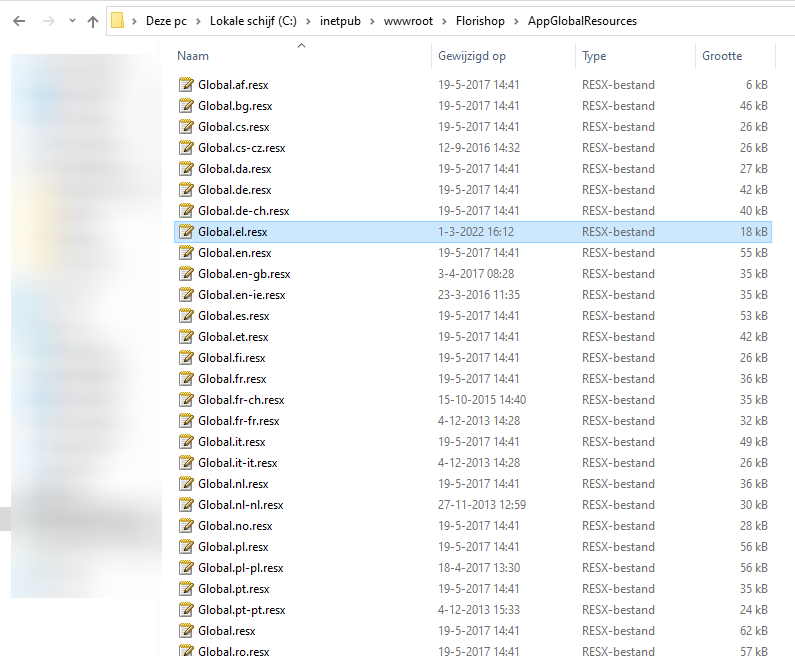 Deze pc > Lokale schijf (C:) > inetpub > wwwroot > Florishop > AppGlobalResources
Naam Gewijzigd op Type Grootte
Global.af.resx 19-5-2017 14:41 RESX-bestand 6 kB
Global.bg.resx 19-5-2017 14:41 RESX-bestand 46 kB
Global.cs.resx 19-5-2017 14:41 RESX-bestand 26 kB
Global.cs-cz.resx 12-9-2016 14:32 RESX-bestand 26 kB
Global.da.resx 19-5-2017 14:41 RESX-bestand 27 kB
Global.de.resx 19-5-2017 14:41 RESX-bestand 42 kB
Global.de-ch.resx 19-5-2017 14:41 RESX-bestand 40 kB
Global.el.resx 1-3-2022 16:12 RESX-bestand 18 kB
Global.en.resx 19-5-2017 14:41 RESX-bestand 55 kB
Global.en-gb.resx 3-4-2017 08:28 RESX-bestand 35 kB
Global.en-ie.resx 23-3-2016 11:35 RESX-bestand 35 kB
Global.es.resx 19-5-2017 14:41 RESX-bestand 53 kB
Global.et.resx 19-5-2017 14:41 RESX-bestand 42 kB
Global.fi.resx 19-5-2017 14:41 RESX-bestand 26 kB
Global.fr.resx 19-5-2017 14:41 RESX-bestand 36 kB
Global.fr-ch.resx 15-10-2015 14:40 RESX-bestand 35 kB
Global.fr-fr.resx 4-12-2013 14:28 RESX-bestand 32 kB
Global.it.resx 19-5-2017 14:41 RESX-bestand 49 kB
Global.it-it.resx 4-12-2013 14:28 RESX-bestand 26 kB
Global.nl.resx 19-5-2017 14:41 RESX-bestand 36 kB
Global.nl-nl.resx 27-11-2013 12:59 RESX-bestand 30 kB
Global.no.resx 19-5-2017 14:41 RESX-bestand 28 kB
Global.pl.resx 19-5-2017 14:41 RESX-bestand 56 kB
Global.pl-pl.resx 18-4-2017 13:30 RESX-bestand 56 kB
Global.pt.resx 19-5-2017 14:41 RESX-bestand 35 kB
Global.pt-pt.resx 4-12-2013 15:33 RESX-bestand 24 kB
Global.resx 19-5-2017 14:41 RESX-bestand 62 kB
Global.ro.resx 19-5-2017 14:41 RESX-bestand 57 kB